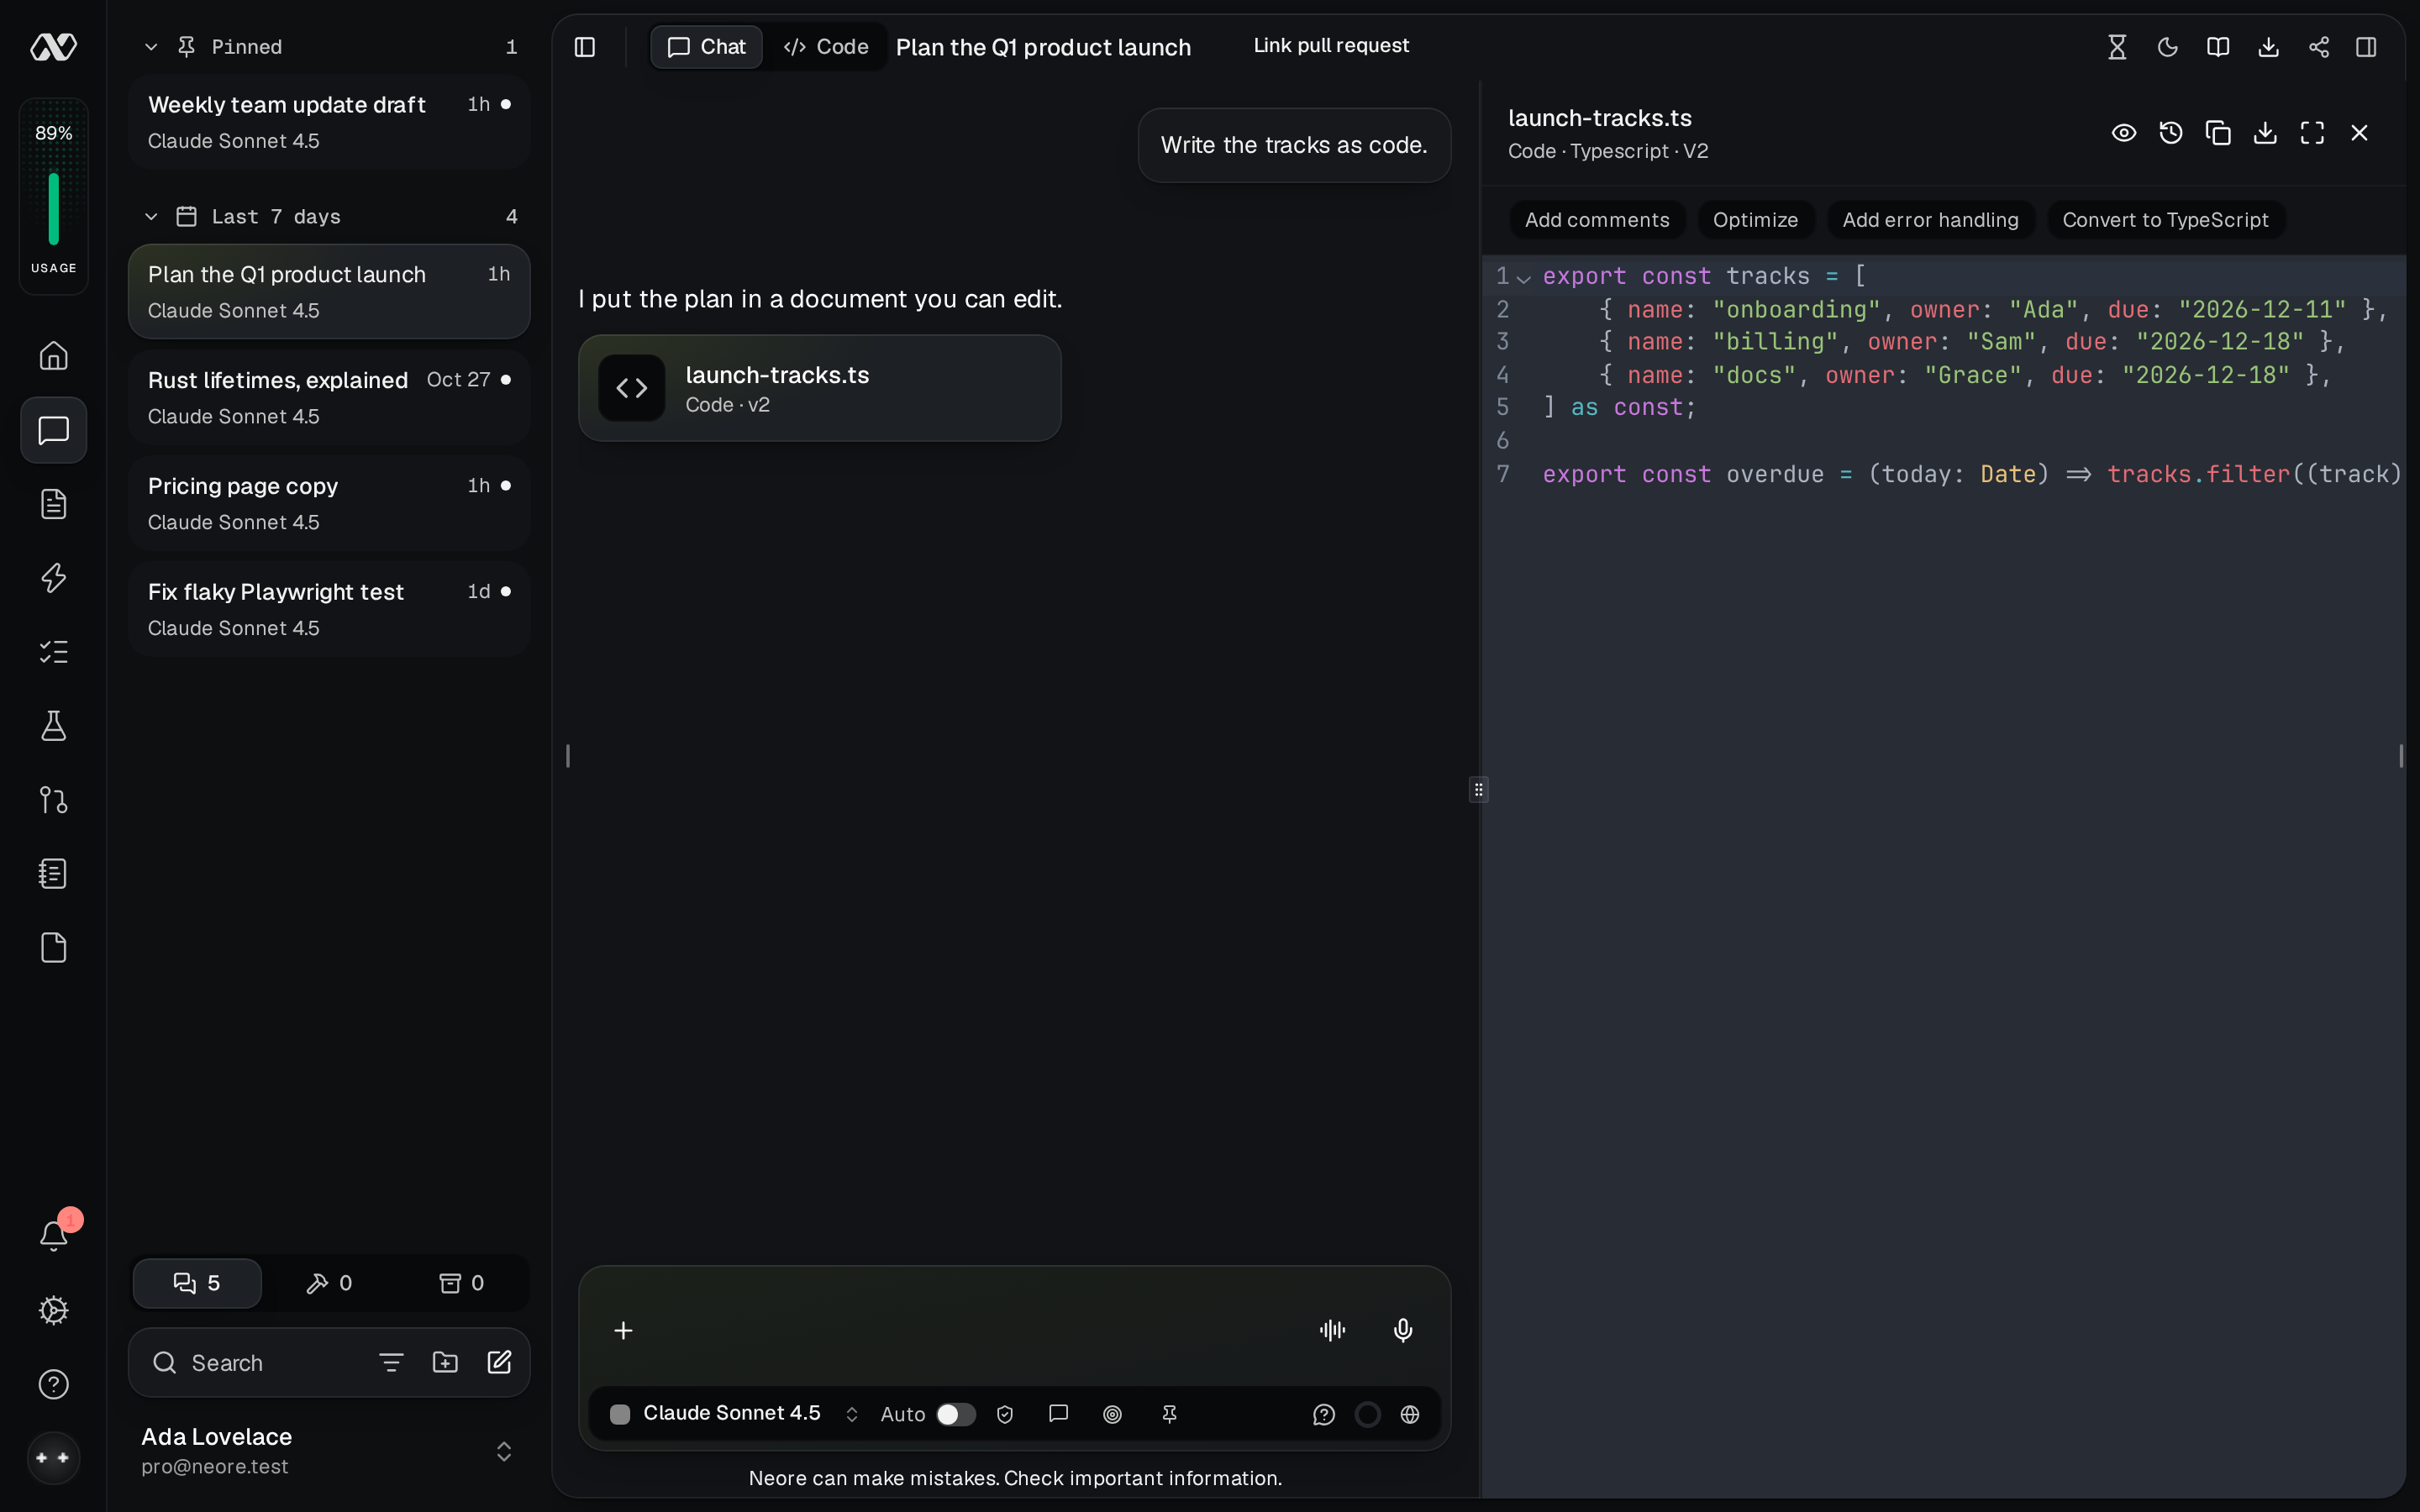 89%
USAGE
Pinned 1
Weekly team update draft 1h
Claude Sonnet 4.5
Last 7 days 4
Plan the Q1 product launch 1h
Claude Sonnet 4.5
Rust lifetimes, explained Oct 27
Claude Sonnet 4.5
Pricing page copy 1h
Claude Sonnet 4.5
Fix flaky Playwright test 1d
Claude Sonnet 4.5
1
5 0 0
Search
Ada Lovelace
pro@neore.test
Chat Code Plan the Q1 product launch Link pull request
Write the tracks as code.
I put the plan in a document you can edit.
launch-tracks.ts
Code · v2
Claude Sonnet 4.5 Auto
Neore can make mistakes. Check important information.
launch-tracks.ts
Code · Typescript · V2
Add comments Optimize Add error handling Convert to TypeScript
1 export const tracks = [
2 { name: "onboarding", owner: "Ada", due: "2026-12-11" },
3 { name: "billing", owner: "Sam", due: "2026-12-18" },
4 { name: "docs", owner: "Grace", due: "2026-12-18" },
5 ] as const;
6
7 export const overdue = (today: Date) => tracks.filter((track)